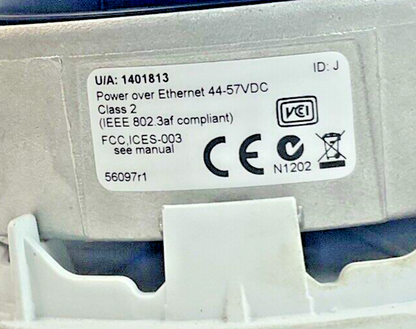 U/A: 1401813 ID: J
Power over Ethernet 44-57VDC
Class 2
(IEEE 802.3af compliant)
VCI
FCC,ICES-003
see manual
CE
N1202
56097r1